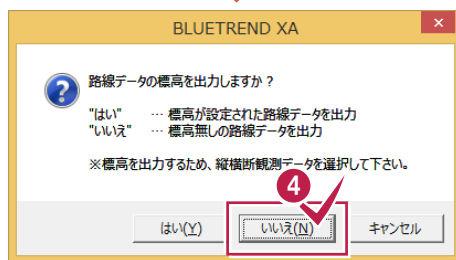 BLUETREND XA
路線データの標高を出力しますか？
"はい"　… 標高が設定された路線データを出力
"いいえ"　… 標高無しの路線データを出力
※標高を出力するため、縦横断観測データを選択して下さい。
4
はい(Y)　いいえ(N)　キャンセル